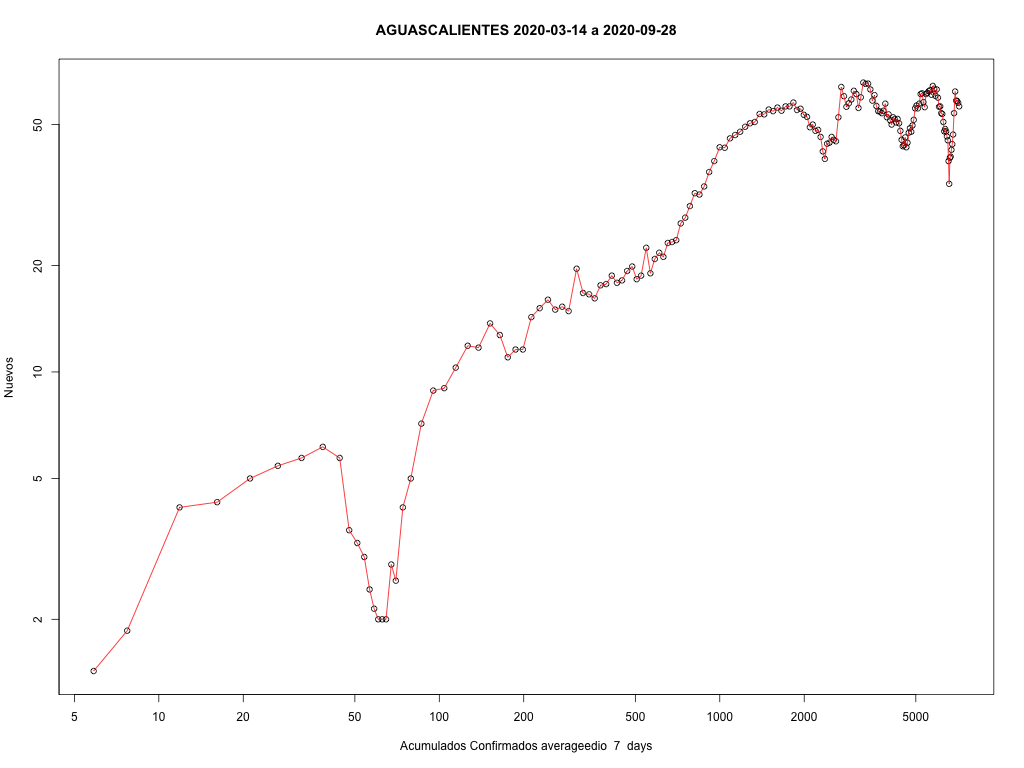 AGUASCALIENTES 2020-03-14 a 2020-09-28
Nuevos
50
20
10
5
2
5 10 20 50 100 200 500 1000 2000 5000
Acumulados Confirmados averageedio 7 days